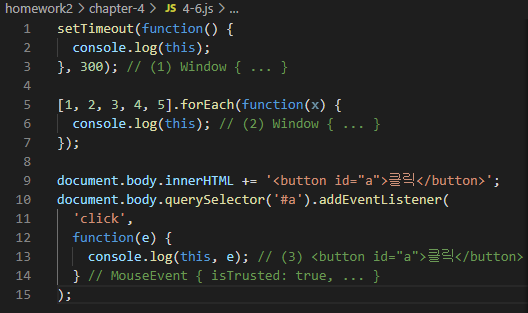 homework2 > chapter-4 > JS 4-6.js > ...
1 setTimeout(function() {
2   console.log(this);
3 }, 300); // (1) Window { ... }
4
5 [1, 2, 3, 4, 5].forEach(function(x) {
6   console.log(this); // (2) Window { ... }
7 });
8
9 document.body.innerHTML += '<button id="a">클릭</button>';
10 document.body.querySelector('#a').addEventListener(
11   'click',
12   function(e) {
13     console.log(this, e); // (3) <button id="a">클릭</button>
14   } // MouseEvent { isTrusted: true, ... }
15 );